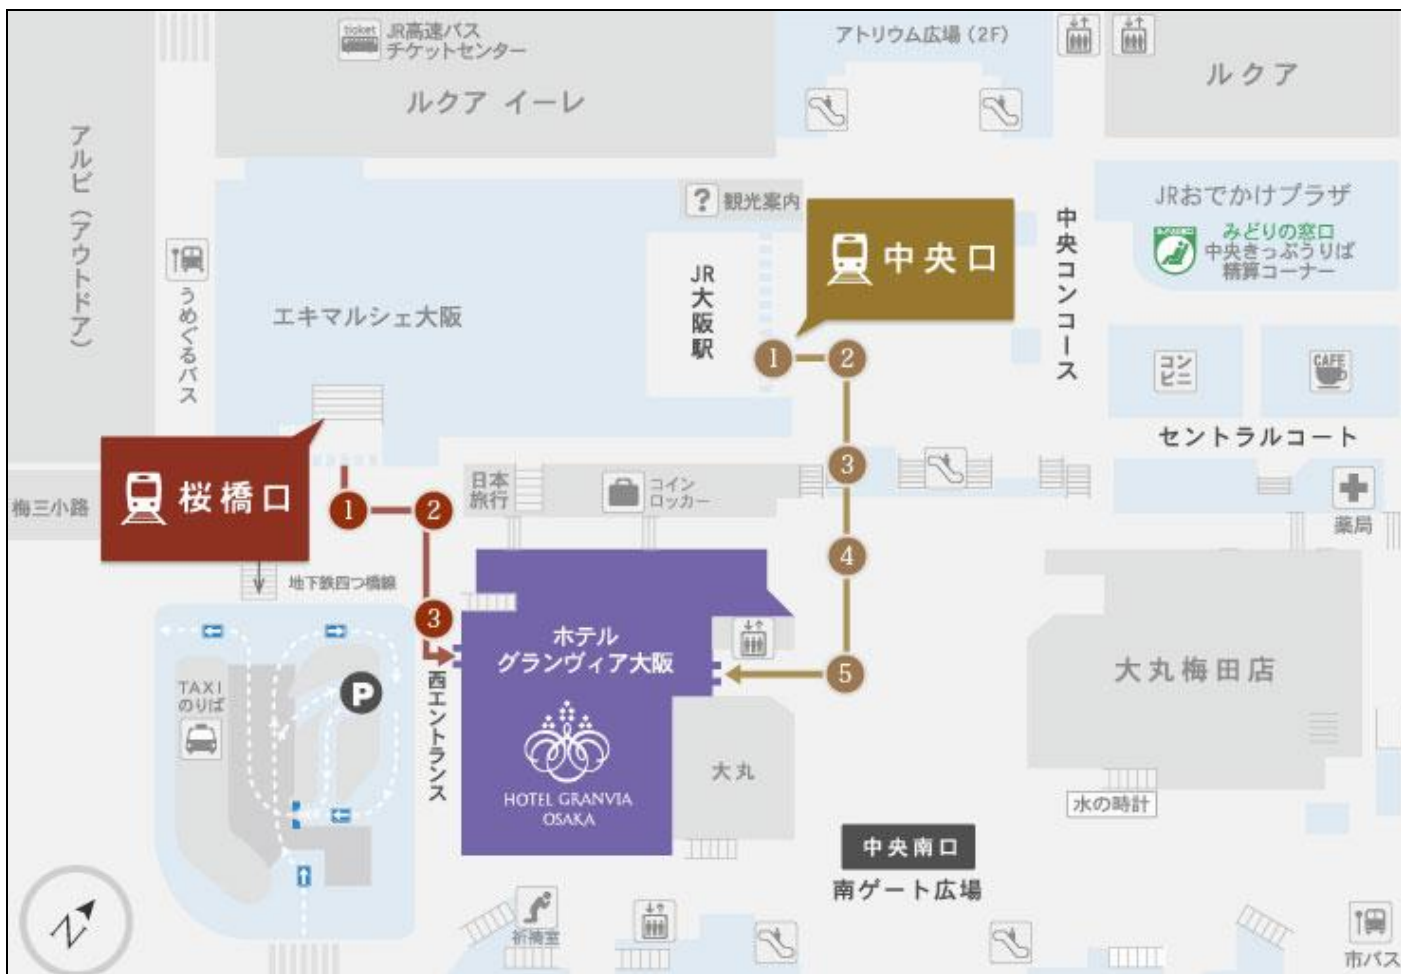 ticket
JR高速バス
チケットセンター
アトリウム広場（2F）
ルクア イーレ
ルクア
アルビ（アウトドア）
うめぐるバス
? 観光案内
JR大阪駅
中央口
中央コンコース
JRおでかけプラザ
みどりの窓口
中央きっぷうりば
精算コーナー
エキマルシェ大阪
1
2
コン
ビニ
CAFE
セントラルコート
桜橋口
梅三小路
1
2
日本
旅行
コイン
ロッカー
3
薬局
4
地下鉄四つ橋線
3
ホテル
グランヴィア大阪
5
大丸梅田店
西エントランス
TAXI
のりば
P
HOTEL GRANVIA
OSAKA
大丸
水の時計
中央南口
南ゲート広場
祈祷室
市バス
N